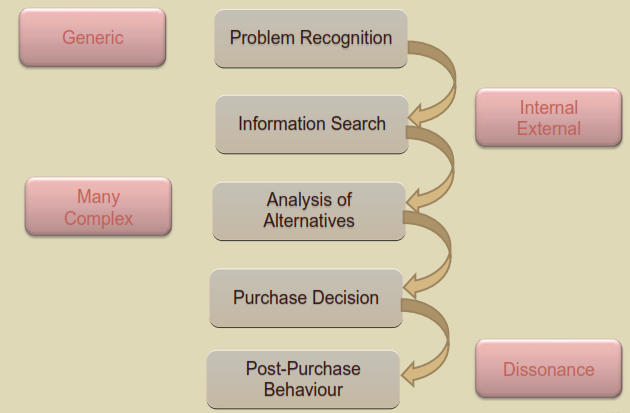 Generic
Problem Recognition
Information Search
Internal
External
Many
Complex
Analysis of
Alternatives
Purchase Decision
Post-Purchase
Behaviour
Dissonance